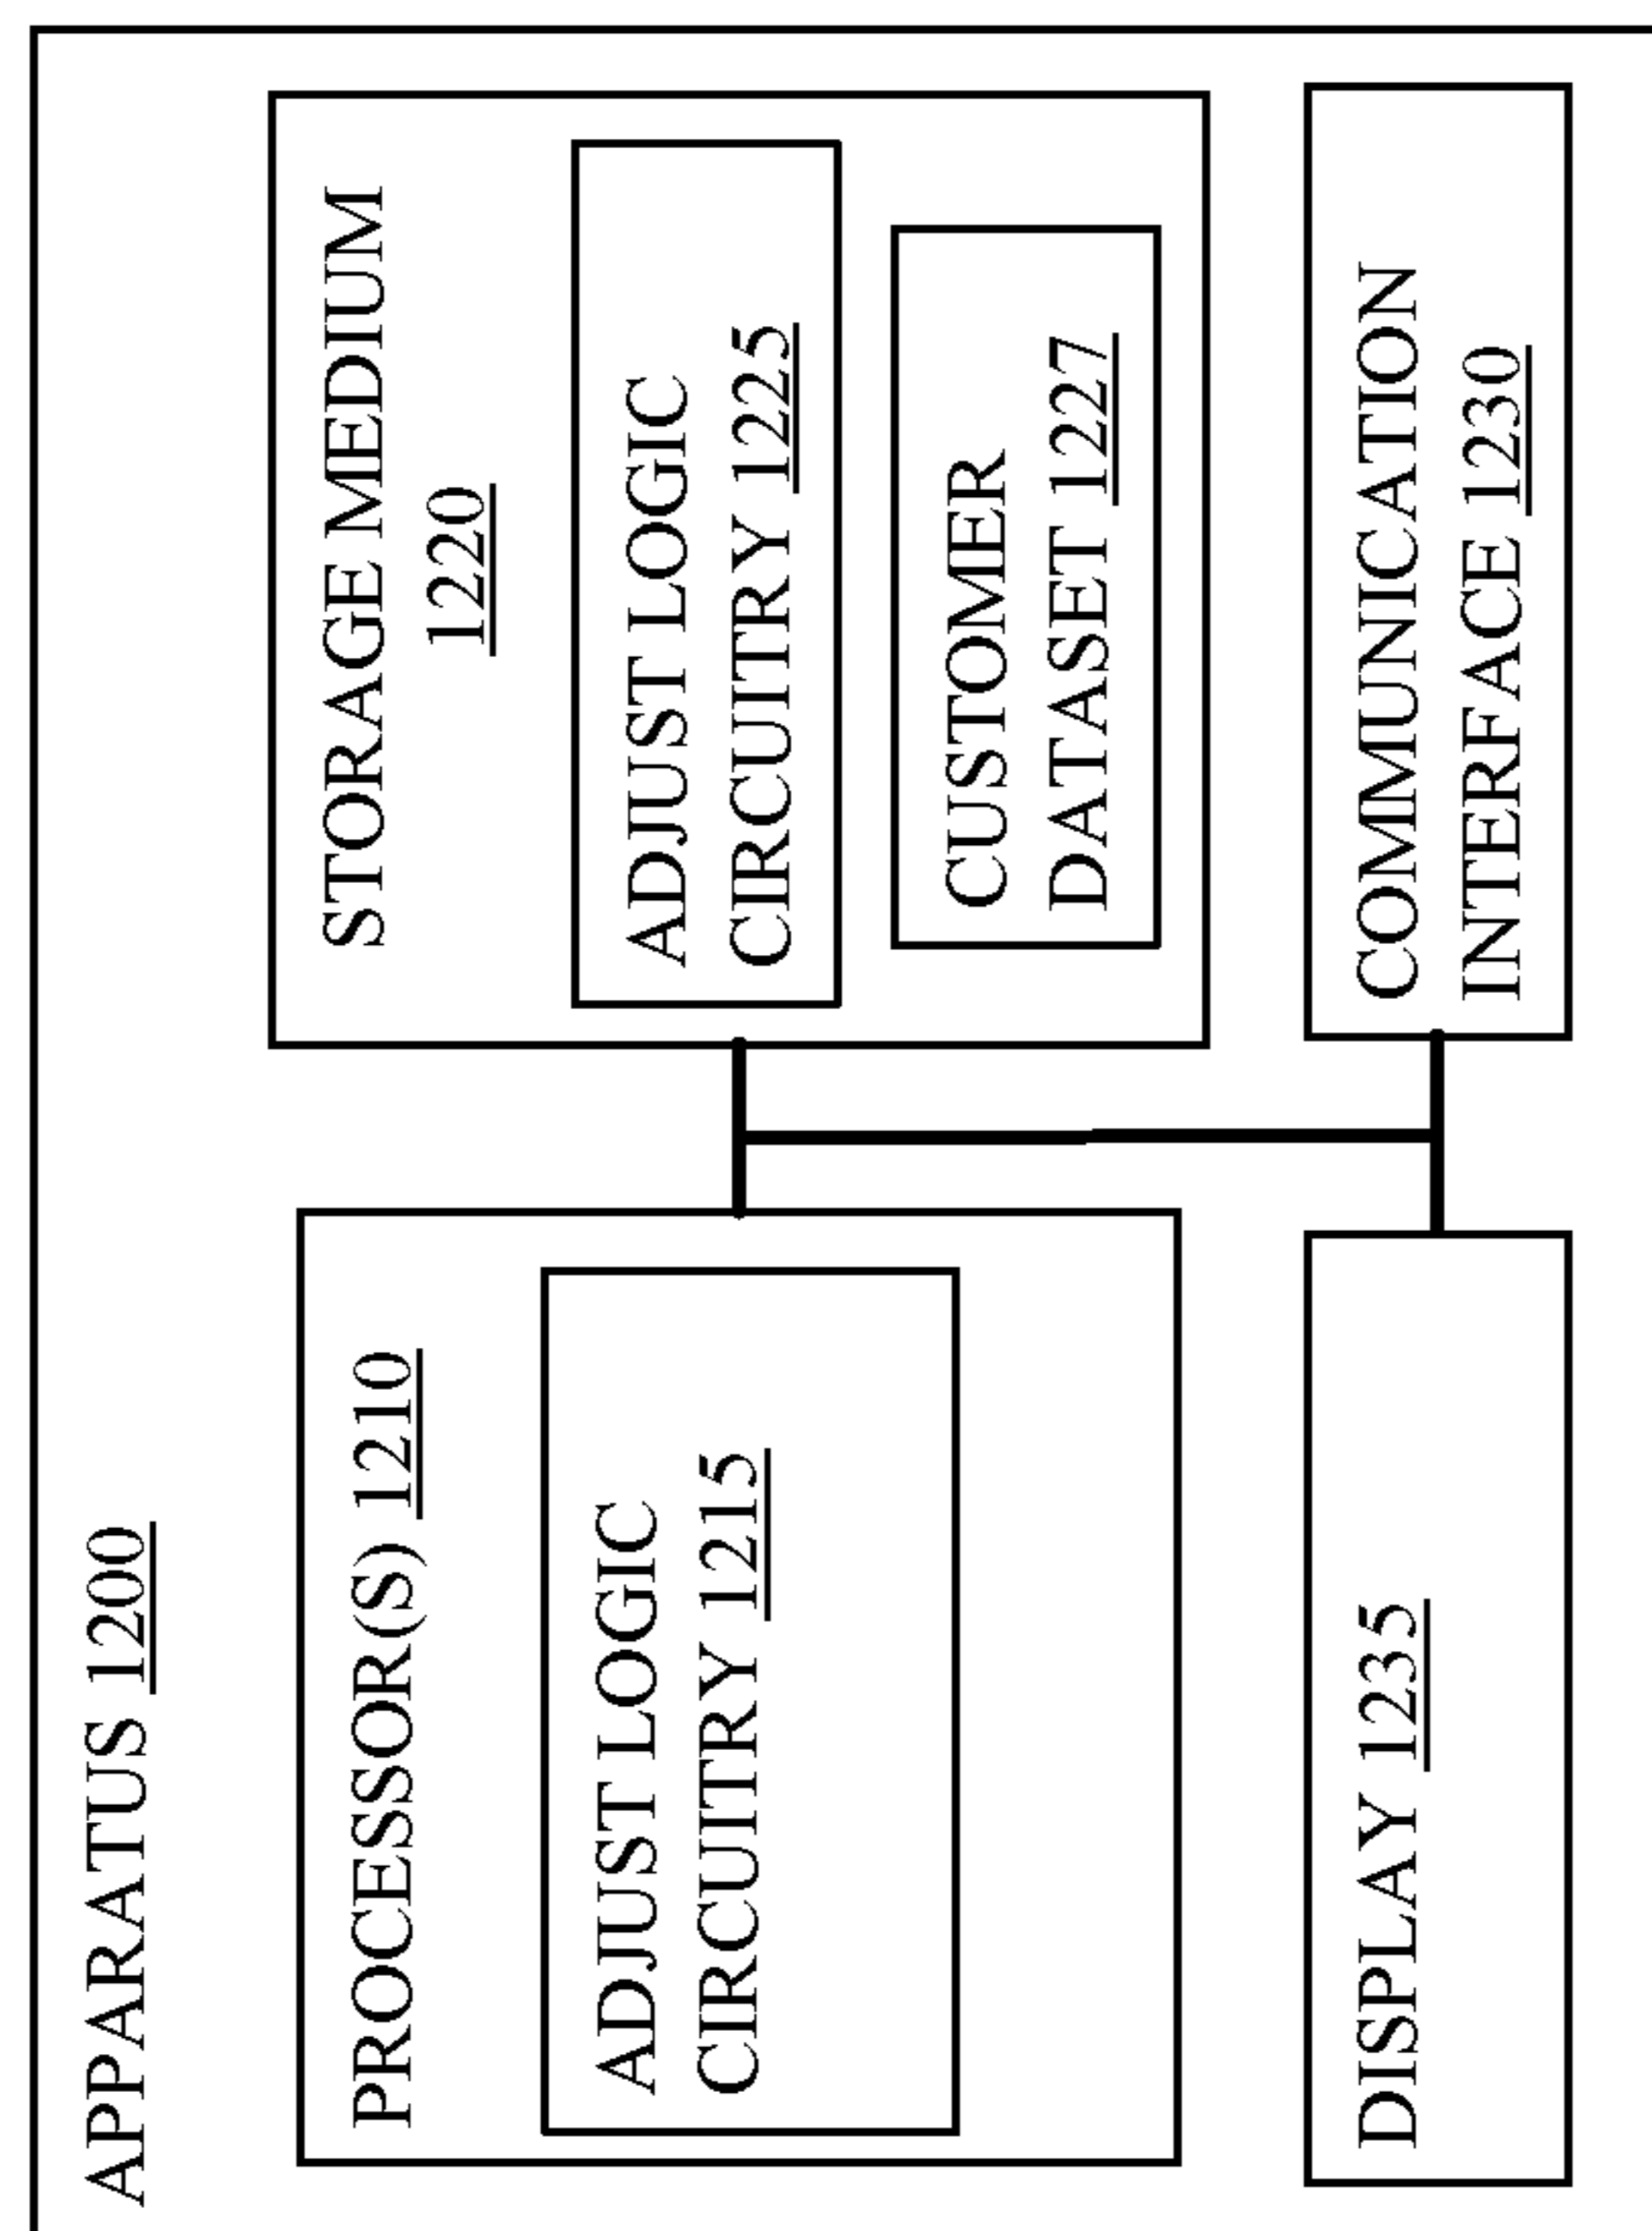 APPARATUS 1200
PROCESSOR(S) 1210
ADJUST LOGIC
CIRCUITRY 1215
STORAGE MEDIUM
1220
ADJUST LOGIC
CIRCUITRY 1225
CUSTOMER
DATASET 1227
DISPLAY 1235
COMMUNICATION
INTERFACE 1230